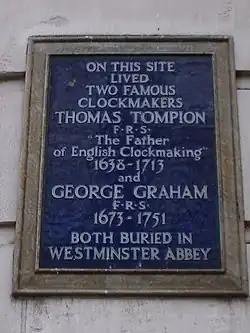 ON THIS SITE
LIVED
TWO FAMOUS
CLOCKMAKERS
THOMAS TOMPION
F·R·S·
"The Father
of English Clockmaking"
1638-1713
and
GEORGE GRAHAM
F·R·S·
1673-1751
BOTH BURIED IN
WESTMINSTER ABBEY